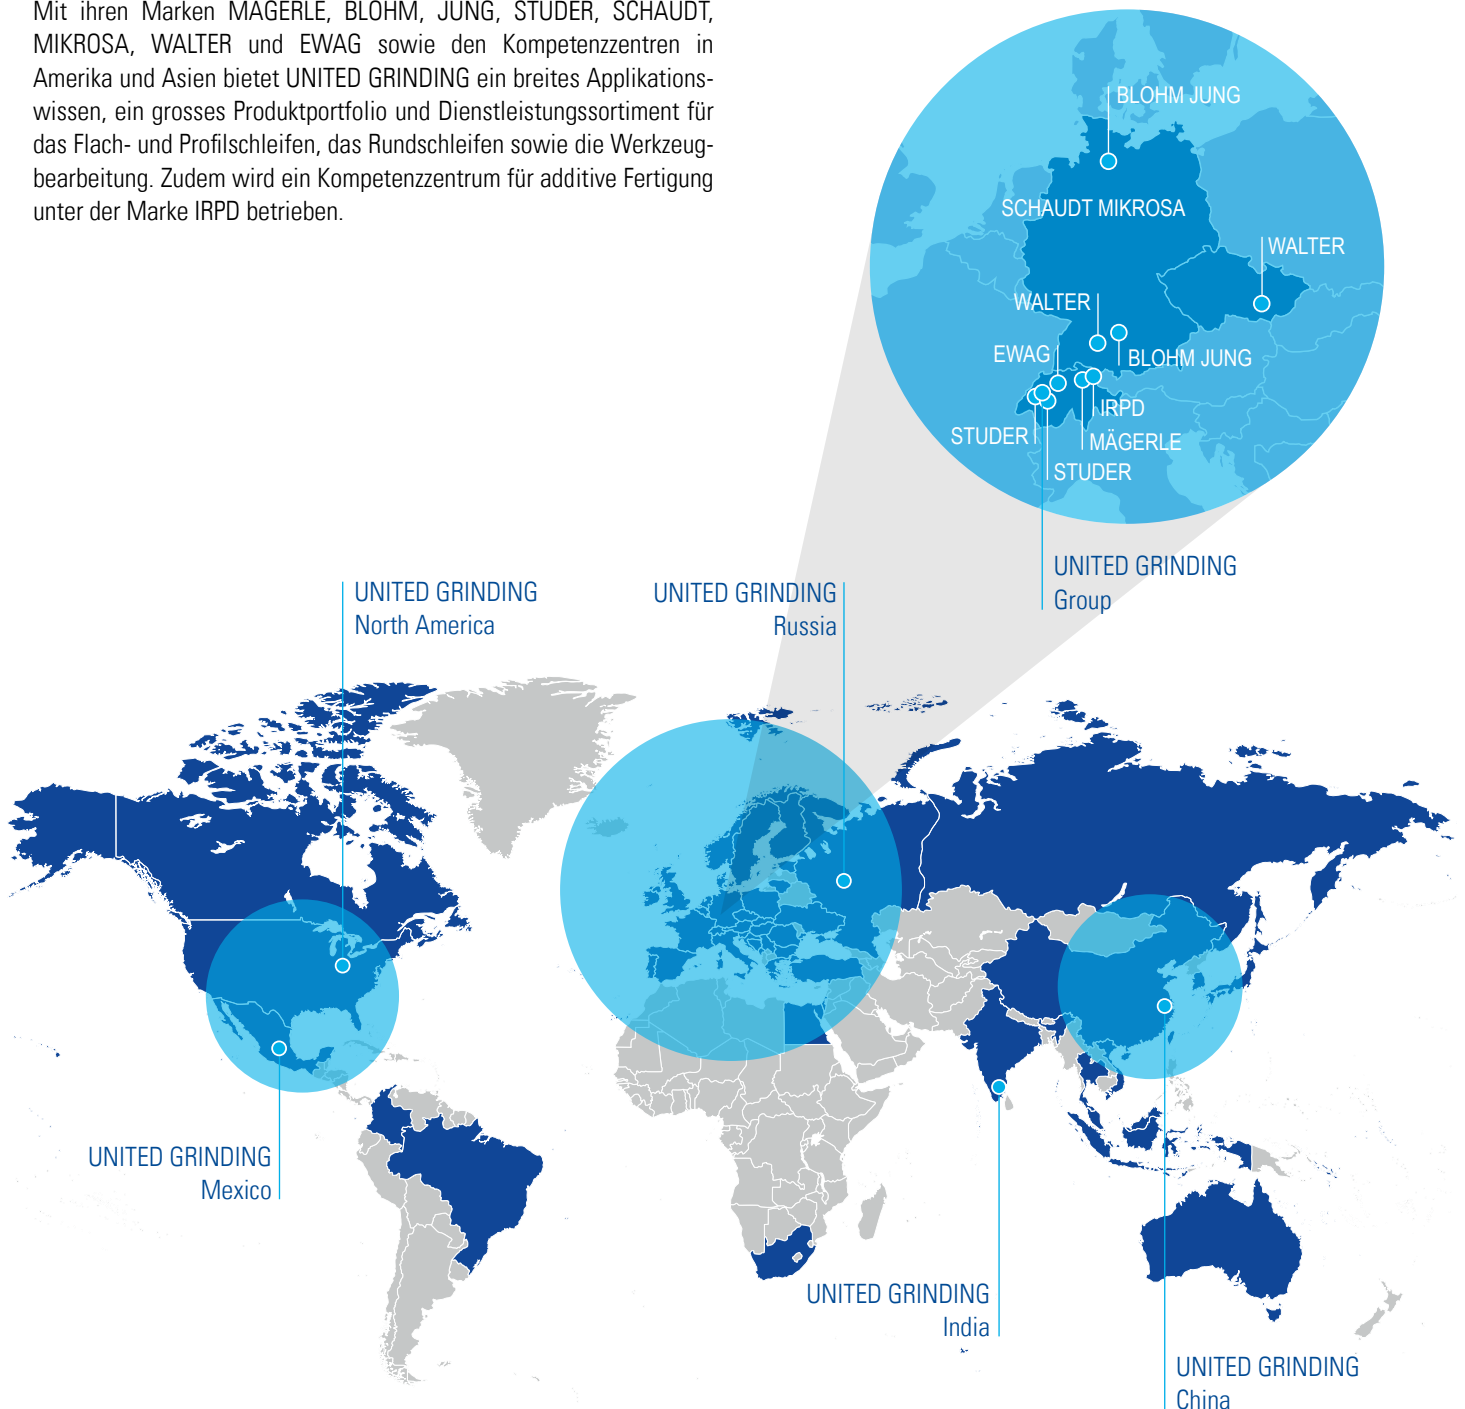 Mit ihren Marken MÄGERLE, BLOHM, JUNG, STUDER, SCHAUDT,
MIKROSA, WALTER und EWAG sowie den Kompetenzzentren in
Amerika und Asien bietet UNITED GRINDING ein breites Applikations-
wissen, ein grosses Produktportfolio und Dienstleistungssortiment für
das Flach- und Profilschleifen, das Rundschleifen sowie die Werkzeug-
bearbeitung. Zudem wird ein Kompetenzzentrum für additive Fertigung
unter der Marke IRPD betrieben.
BLOHM JUNG
SCHAUDT MIKROSA
WALTER
WALTER
EWAG
BLOHM JUNG
IRPD
STUDER
MÄGERLE
STUDER
UNITED GRINDING
Group
UNITED GRINDING
North America
UNITED GRINDING
Russia
UNITED GRINDING
Mexico
UNITED GRINDING
India
UNITED GRINDING
China